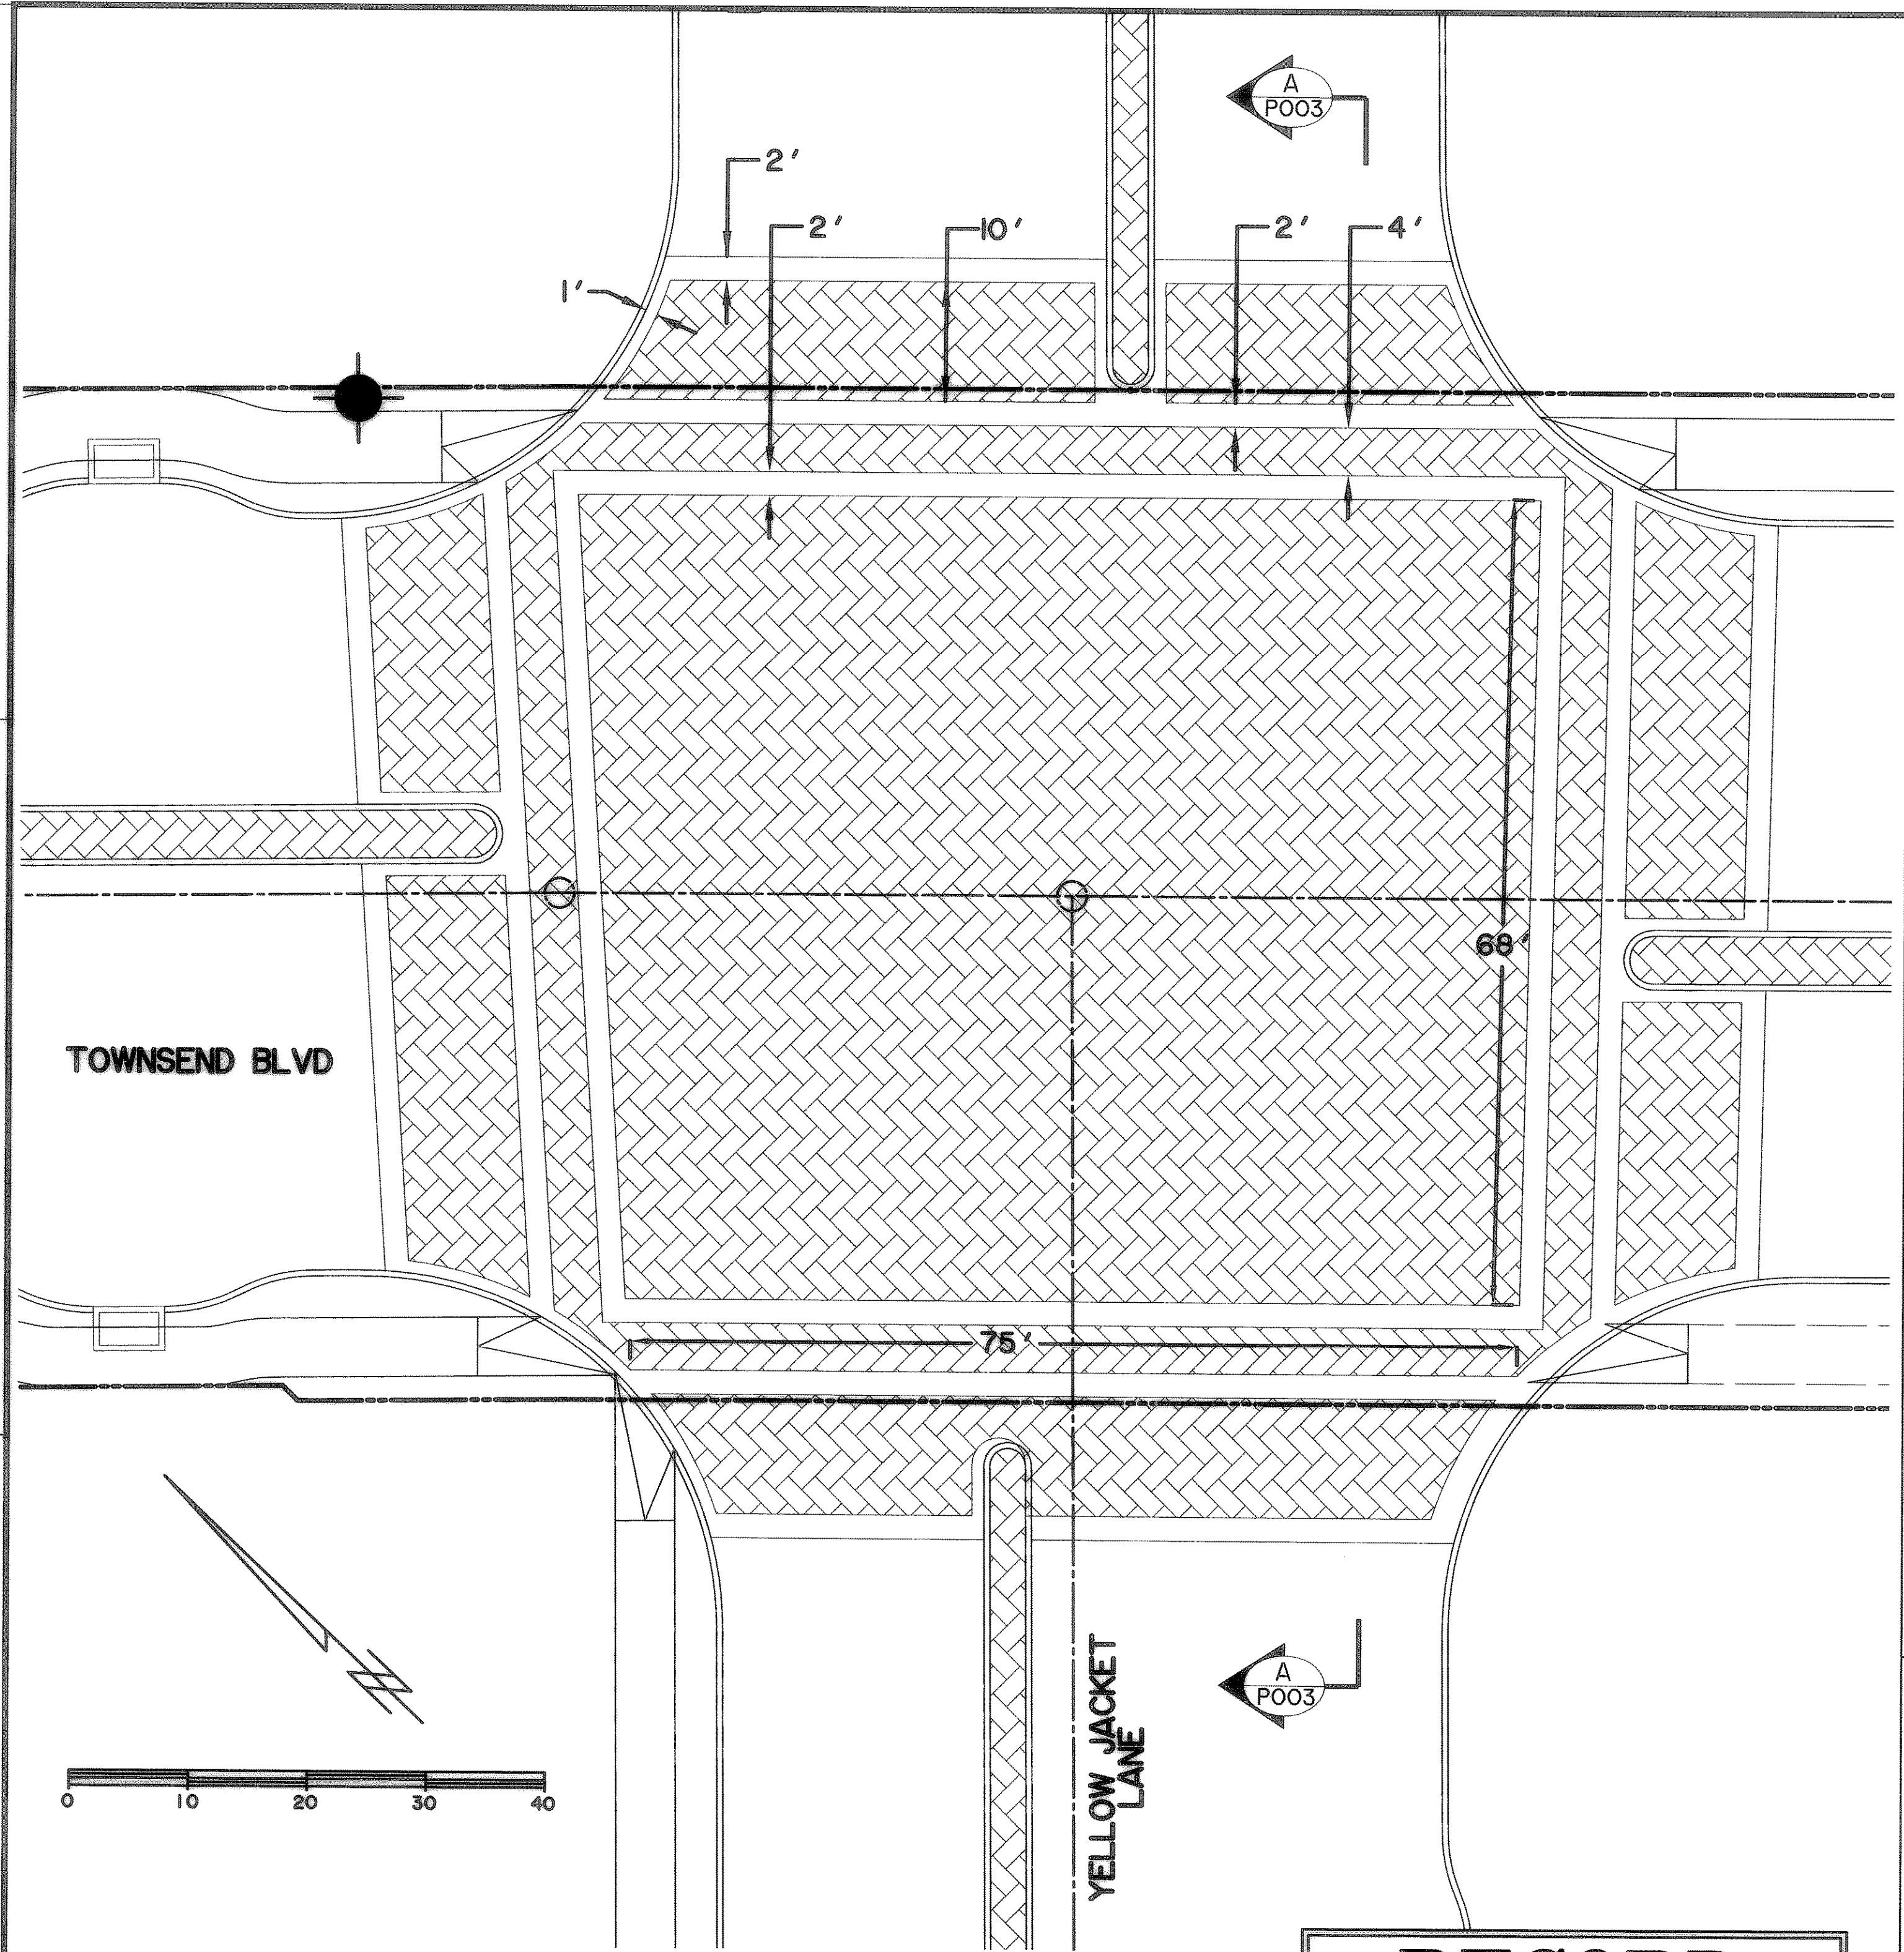 A
P003
2'
2'
10'
2'
4'
1'
68'
TOWNSEND BLVD
75'
YELLOW JACKET
LANE
A
P003
0 10 20 30 40